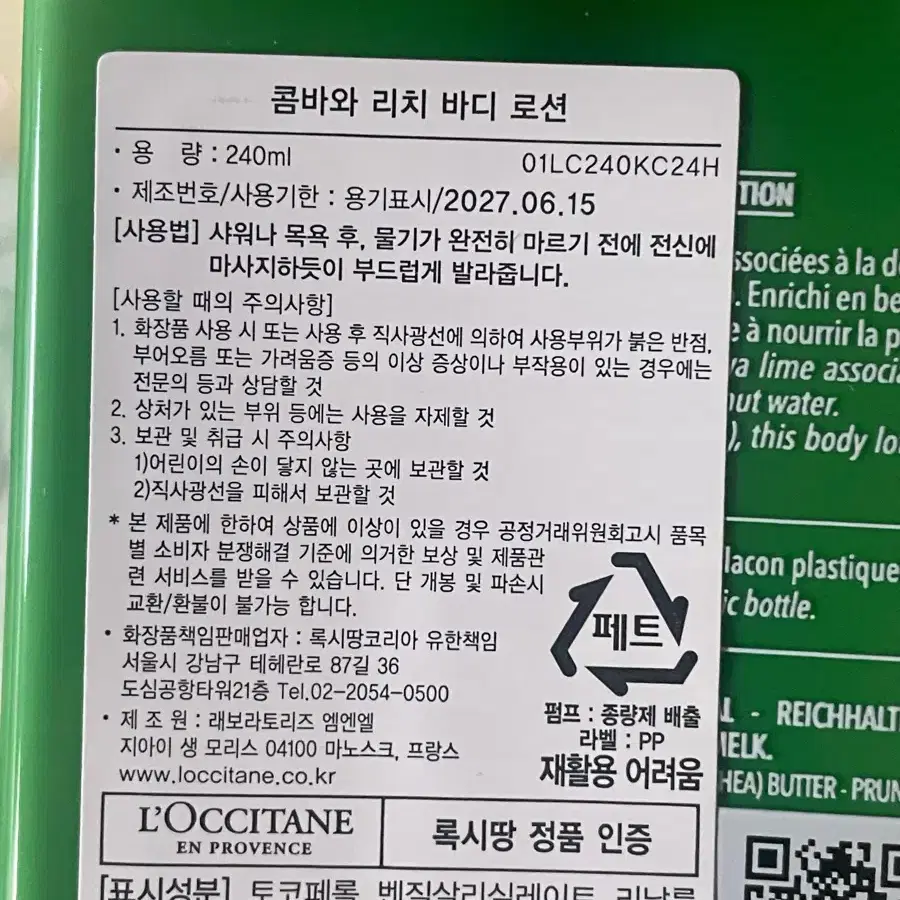 콤바와 리치 바디 로션
· 용 량 : 240ml 01LC240KC24H
· 제조번호/사용기한 : 용기표시/2027.06.15
[사용법] 샤워나 목욕 후, 물기가 완전히 마르기 전에 전신에
마사지하듯이 부드럽게 발라줍니다.
[사용할 때의 주의사항]
1. 화장품 사용 시 또는 사용 후 직사광선에 의하여 사용부위가 붉은 반점,
부어오름 또는 가려움증 등의 이상 증상이나 부작용이 있는 경우에는
전문의 등과 상담할 것
2. 상처가 있는 부위 등에는 사용을 자제할 것
3. 보관 및 취급 시 주의사항
1)어린이의 손이 닿지 않는 곳에 보관할 것
2)직사광선을 피해서 보관할 것
* 본 제품에 한하여 상품에 이상이 있을 경우 공정거래위원회고시 품목
별 소비자 분쟁해결 기준에 의거한 보상 및 제품관
련 서비스를 받을 수 있습니다. 단 개봉 및 파손시
교환/환불이 불가능 합니다.
· 화장품책임판매업자 : 록시땅코리아 유한책임
서울시 강남구 테헤란로 87길 36
도심공항타워21층 Tel.02-2054-0500
· 제 조 원 : 래보라토리즈 엠엔엘
지아이 생 모리스 04100 마노스크, 프랑스
www.loccitane.co.kr
페트
펌프 : 종량제 배출
라벨 : PP
재활용 어려움
L'OCCITANE
EN PROVENCE
록시땅 정품 인증
[표시성분] 토코페롤, 벤질살리실레이트, 리날룰
TION
ssociées à la d
. Enrichi en be
e à nourrir la p
va lime associa
nut water.
), this body lo
lacon plastique
ic bottle.
L - REICHHALT
MELK.
HEA) BUTTER - PRUN